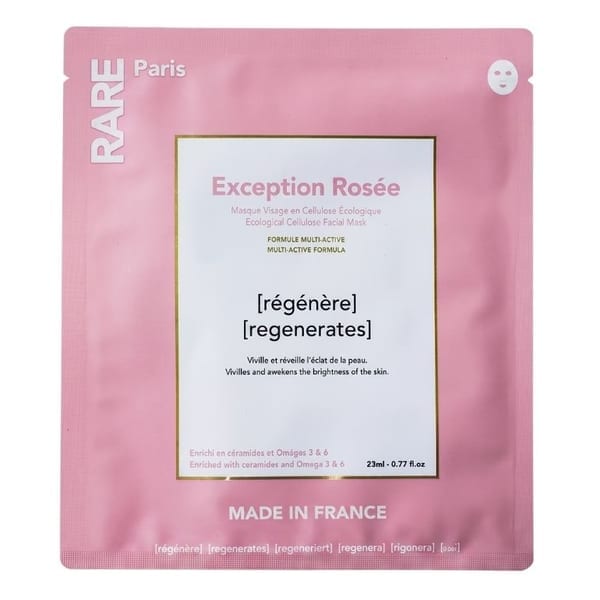 RARE Paris
Exception Rosée
Masque Visage en Cellulose Écologique
Ecological Cellulose Facial Mask
FORMULE MULTI-ACTIVE
MULTI-ACTIVE FORMULA
[régénère]
[regenerates]
Viville et réveille l'éclat de la peau.
Vivilles and awekens the brightness of the skin.
Enrichi en céramides et Omégas 3 & 6
Enriched with ceramides and Omega 3 & 6 23ml - 0.77 fl.oz
MADE IN FRANCE
[régénère] [regenerates] [regeneriert] [regenera] [rigonera]